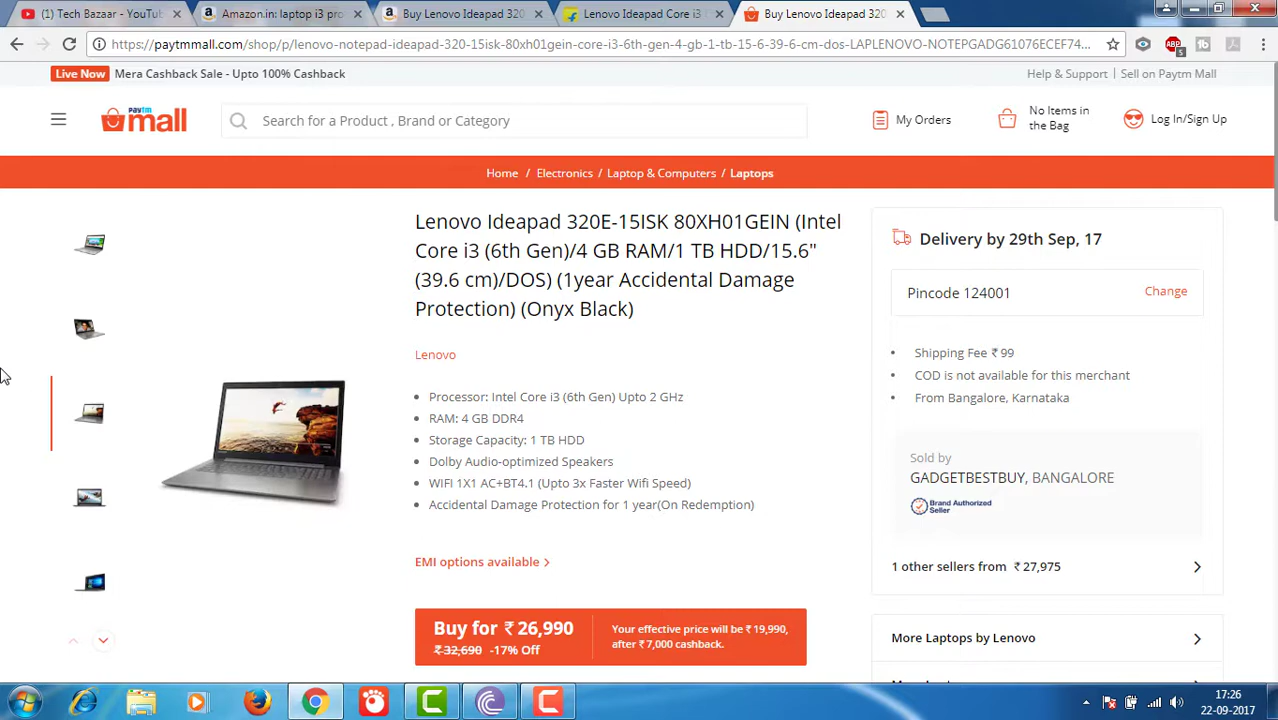 (1) Tech Bazaar - YouTu
Amazon.in: laptop i3 pro
Buy Lenovo Ideapad 320
Lenovo Ideapad Core i3
Buy Lenovo Ideapad 320
https://paytmmall.com/shop/p/lenovo-notepad-ideapad-320-15isk-80xh01gein-core-i3-6th-gen-4-gb-1-tb-15-6-39-6-cm-dos-LAPLENOVO-NOTEPGADG61076ECEF74...
ABP
5
Live Now Mera Cashback Sale - Upto 100% Cashback
Help & Support | Sell on Paytm Mall
paytm
mall
Search for a Product , Brand or Category
My Orders
No Items in
the Bag
Log In/Sign Up
Home / Electronics / Laptop & Computers / Laptops
Lenovo Ideapad 320E-15ISK 80XH01GEIN (Intel
Core i3 (6th Gen)/4 GB RAM/1 TB HDD/15.6"
(39.6 cm)/DOS) (1year Accidental Damage
Protection) (Onyx Black)
Lenovo
• Processor: Intel Core i3 (6th Gen) Upto 2 GHz
• RAM: 4 GB DDR4
• Storage Capacity: 1 TB HDD
• Dolby Audio-optimized Speakers
• WIFI 1X1 AC+BT4.1 (Upto 3x Faster Wifi Speed)
• Accidental Damage Protection for 1 year(On Redemption)
EMI options available >
Buy for ₹ 26,990
₹ 32,690 -17% Off
Your effective price will be ₹ 19,990,
after ₹ 7,000 cashback.
Delivery by 29th Sep, 17
Pincode 124001
Change
• Shipping Fee ₹ 99
• COD is not available for this merchant
• From Bangalore, Karnataka
Sold by
GADGETBESTBUY, BANGALORE
Brand Authorized
Seller
1 other sellers from ₹ 27,975
More Laptops by Lenovo
17:26
22-09-2017